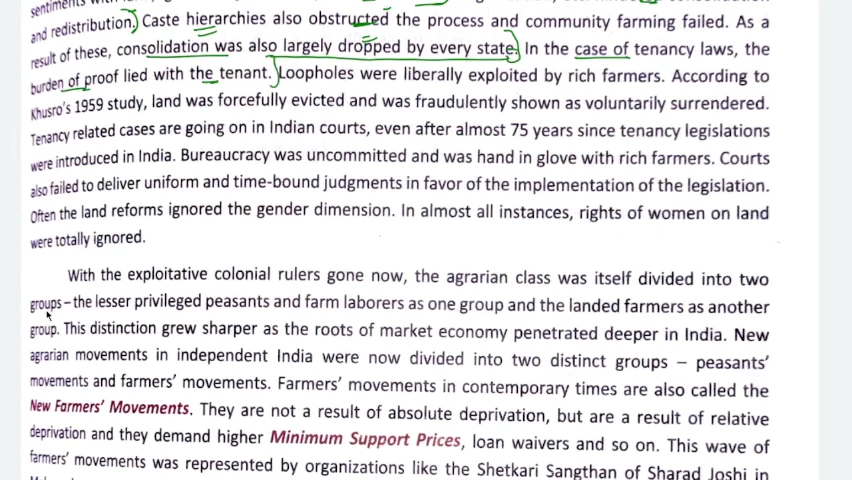 sentiments with
and redistribution. Caste hierarchies also obstructed the process and community farming failed. As a
result of these, consolidation was also largely dropped by every state. In the case of tenancy laws, the
burden of proof lied with the tenant. Loopholes were liberally exploited by rich farmers. According to
Khusro's 1959 study, land was forcefully evicted and was fraudulently shown as voluntarily surrendered.
Tenancy related cases are going on in Indian courts, even after almost 75 years since tenancy legislations
were introduced in India. Bureaucracy was uncommitted and was hand in glove with rich farmers. Courts
also failed to deliver uniform and time-bound judgments in favor of the implementation of the legislation.
Often the land reforms ignored the gender dimension. In almost all instances, rights of women on land
were totally ignored.
With the exploitative colonial rulers gone now, the agrarian class was itself divided into two
groups – the lesser privileged peasants and farm laborers as one group and the landed farmers as another
group. This distinction grew sharper as the roots of market economy penetrated deeper in India. New
agrarian movements in independent India were now divided into two distinct groups – peasants'
movements and farmers' movements. Farmers' movements in contemporary times are also called the
New Farmers' Movements. They are not a result of absolute deprivation, but are a result of relative
deprivation and they demand higher Minimum Support Prices, loan waivers and so on. This wave of
farmers' movements was represented by organizations like the Shetkari Sangthan of Sharad Joshi in